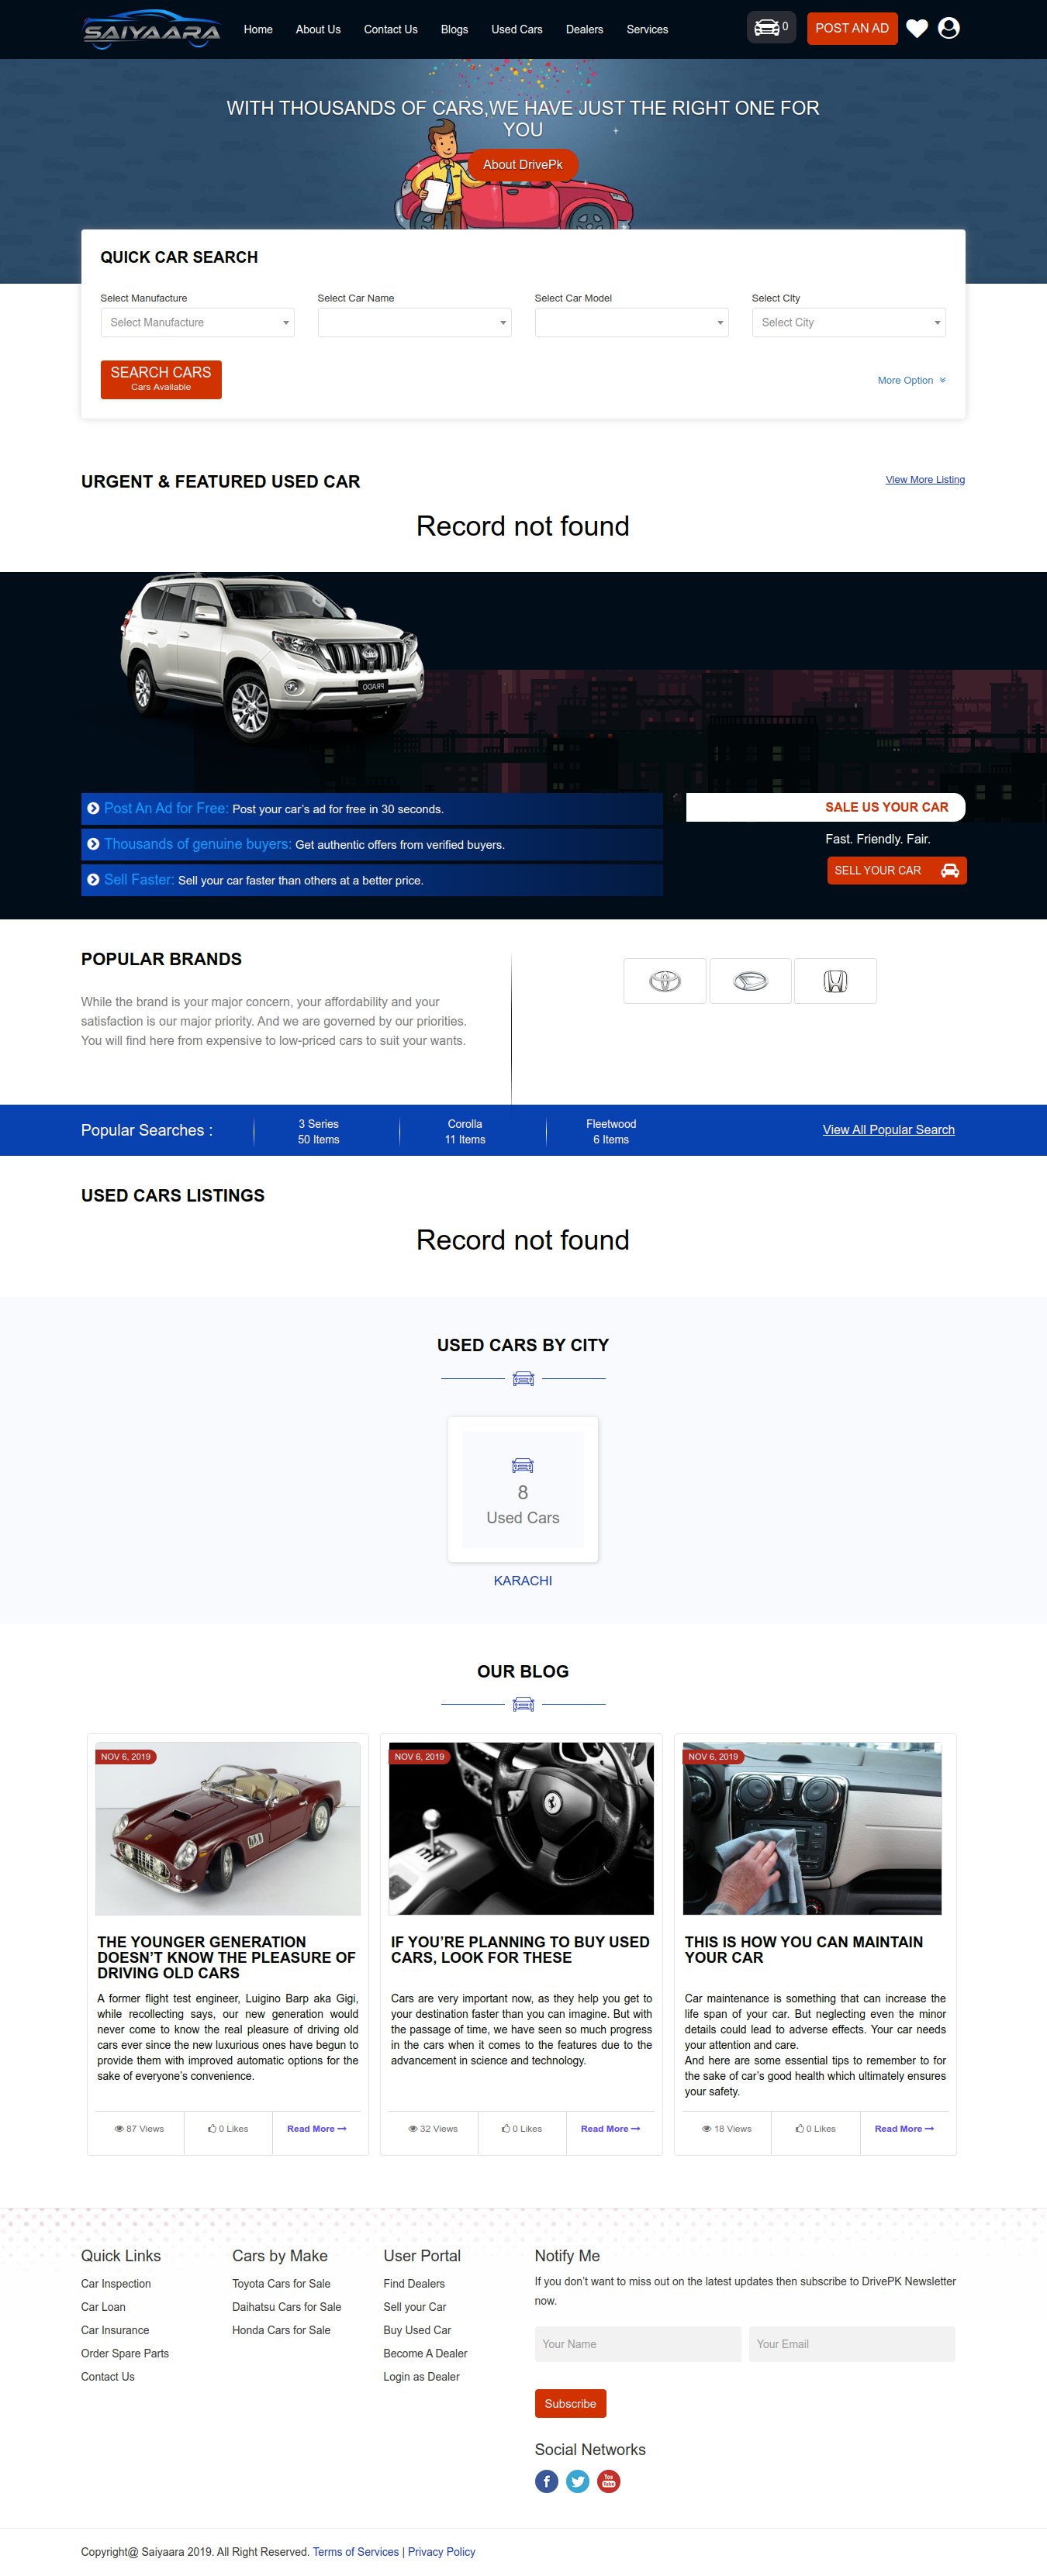 SAIYAARA
Home
About Us
Contact Us
Blogs
Used Cars
Dealers
Services
0
POST AN AD
WITH THOUSANDS OF CARS,WE HAVE JUST THE RIGHT ONE FOR
YOU
About DrivePk
QUICK CAR SEARCH
Select Manufacture
Select Car Name
Select Car Model
Select City
Select Manufacture
Select City
SEARCH CARS
Cars Available
More Option
URGENT & FEATURED USED CAR
View More Listing
Record not found
PRADO
Post An Ad for Free: Post your car's ad for free in 30 seconds.
Thousands of genuine buyers: Get authentic offers from verified buyers.
Sell Faster: Sell your car faster than others at a better price.
SALE US YOUR CAR
Fast. Friendly. Fair.
SELL YOUR CAR
POPULAR BRANDS
While the brand is your major concern, your affordability and your
satisfaction is our major priority. And we are governed by our priorities.
You will find here from expensive to low-priced cars to suit your wants.
Popular Searches :
3 Series
50 Items
Corolla
11 Items
Fleetwood
6 Items
View All Popular Search
USED CARS LISTINGS
Record not found
USED CARS BY CITY
8
Used Cars
KARACHI
OUR BLOG
NOV 6, 2019
THE YOUNGER GENERATION
DOESN'T KNOW THE PLEASURE OF
DRIVING OLD CARS
A former flight test engineer, Luigino Barp aka Gigi,
while recollecting says, our new generation would
never come to know the real pleasure of driving old
cars ever since the new luxurious ones have begun to
provide them with improved automatic options for the
sake of everyone's convenience.
87 Views
0 Likes
Read More
NOV 6, 2019
IF YOU'RE PLANNING TO BUY USED
CARS, LOOK FOR THESE
Cars are very important now, as they help you get to
your destination faster than you can imagine. But with
the passage of time, we have seen so much progress
in the cars when it comes to the features due to the
advancement in science and technology.
32 Views
0 Likes
Read More
NOV 6, 2019
THIS IS HOW YOU CAN MAINTAIN
YOUR CAR
Car maintenance is something that can increase the
life span of your car. But neglecting even the minor
details could lead to adverse effects. Your car needs
your attention and care.
And here are some essential tips to remember to for
the sake of car's good health which ultimately ensures
your safety.
18 Views
0 Likes
Read More
Quick Links
Car Inspection
Car Loan
Car Insurance
Order Spare Parts
Contact Us
Cars by Make
Toyota Cars for Sale
Daihatsu Cars for Sale
Honda Cars for Sale
User Portal
Find Dealers
Sell your Car
Buy Used Car
Become A Dealer
Login as Dealer
Notify Me
If you don't want to miss out on the latest updates then subscribe to DrivePK Newsletter
now.
Your Name
Your Email
Subscribe
Social Networks
You
Tube
Copyright@ Saiyaara 2019. All Right Reserved. Terms of Services | Privacy Policy